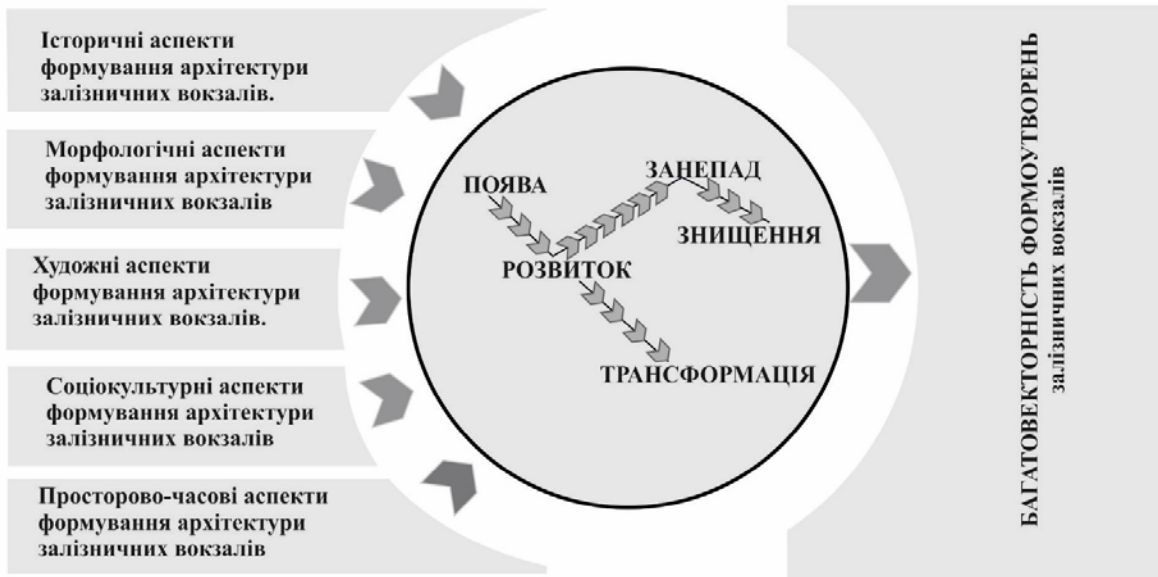 Історичні аспекти
формування архітектури
залізничних вокзалів.
Морфологічні аспекти
формування архітектури
залізничних вокзалів
Художні аспекти
формування архітектури
залізничних вокзалів.
Соціокультурні аспекти
формування архітектури
залізничних вокзалів
Просторово-часові аспекти
формування архітектури
залізничних вокзалів
ПОЯВА
ЗАНЕПАД
ЗНИЩЕННЯ
РОЗВИТОК
ТРАНСФОРМАЦІЯ
БАГАТОВЕКТОРНІСТЬ ФОРМОУТВОРЕНЬ
залізничних вокзалів